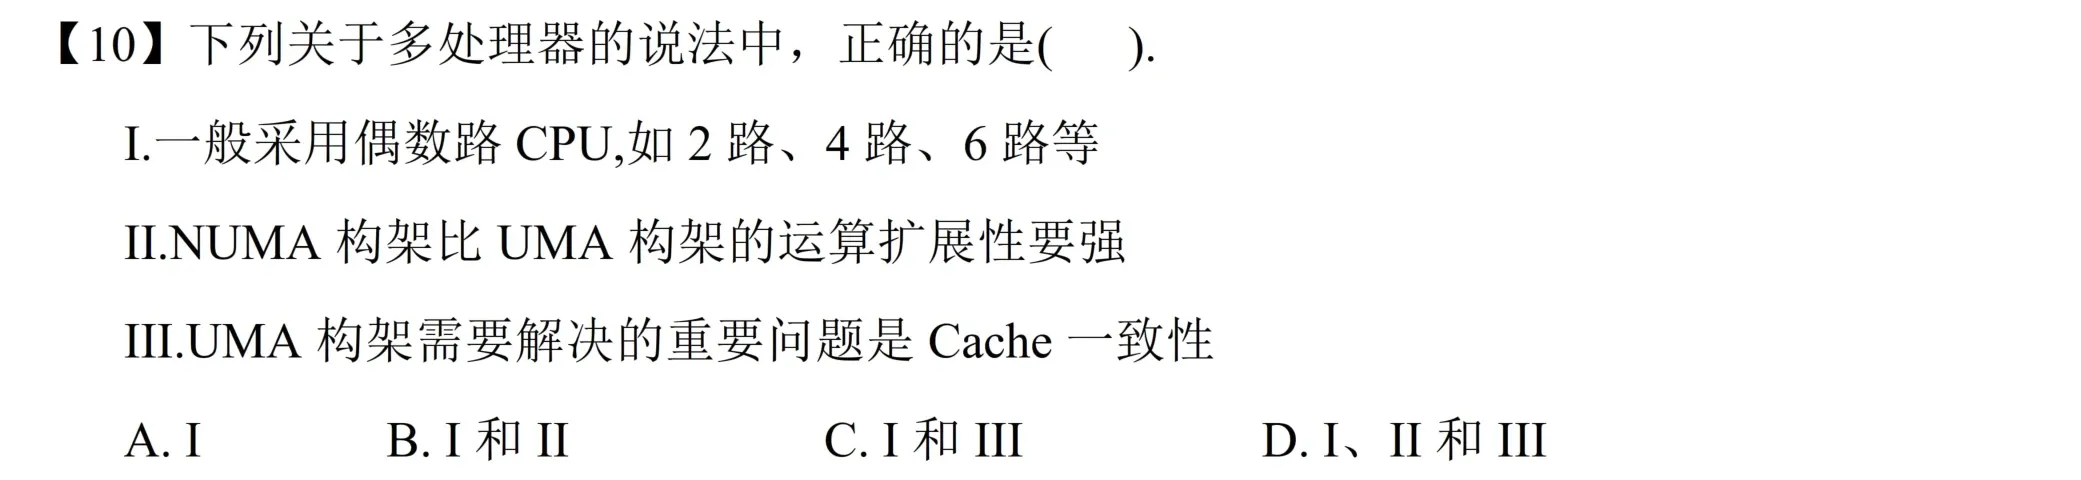 【10】下列关于多处理器的说法中，正确的是(    ).
I.一般采用偶数路 CPU,如 2 路、4 路、6 路等
II.NUMA 构架比 UMA 构架的运算扩展性要强
III.UMA 构架需要解决的重要问题是 Cache 一致性
A. I    B. I 和 II    C. I 和 III    D. I、II 和 III